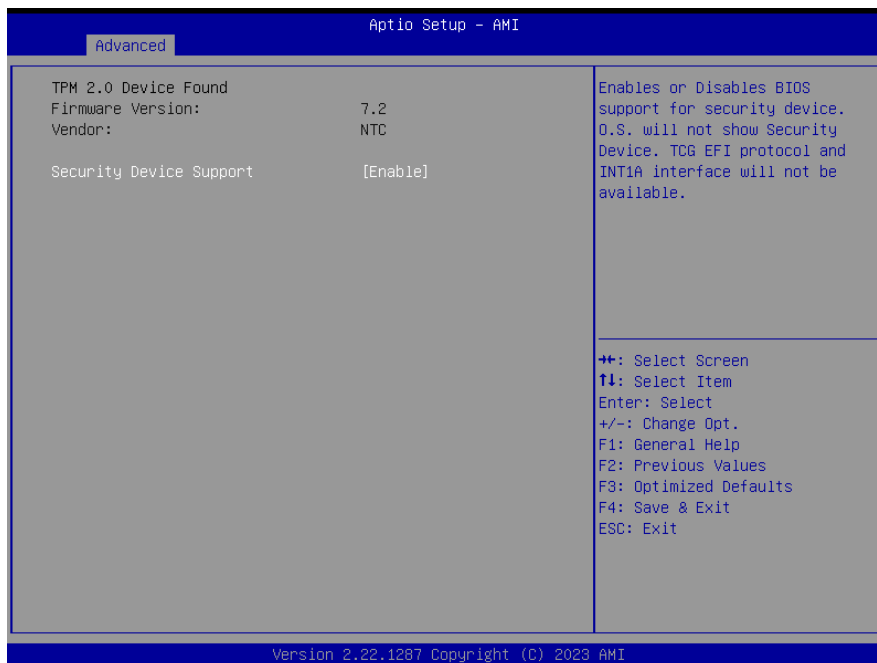 Aptio Setup – AMI
Advanced
TPM 2.0 Device Found
Firmware Version: 7.2
Vendor: NTC
Security Device Support [Enable]
Enables or Disables BIOS
support for security device.
O.S. will not show Security
Device. TCG EFI protocol and
INT1A interface will not be
available.
→←: Select Screen
↑↓: Select Item
Enter: Select
+/-: Change Opt.
F1: General Help
F2: Previous Values
F3: Optimized Defaults
F4: Save & Exit
ESC: Exit
Version 2.22.1287 Copyright (C) 2023 AMI